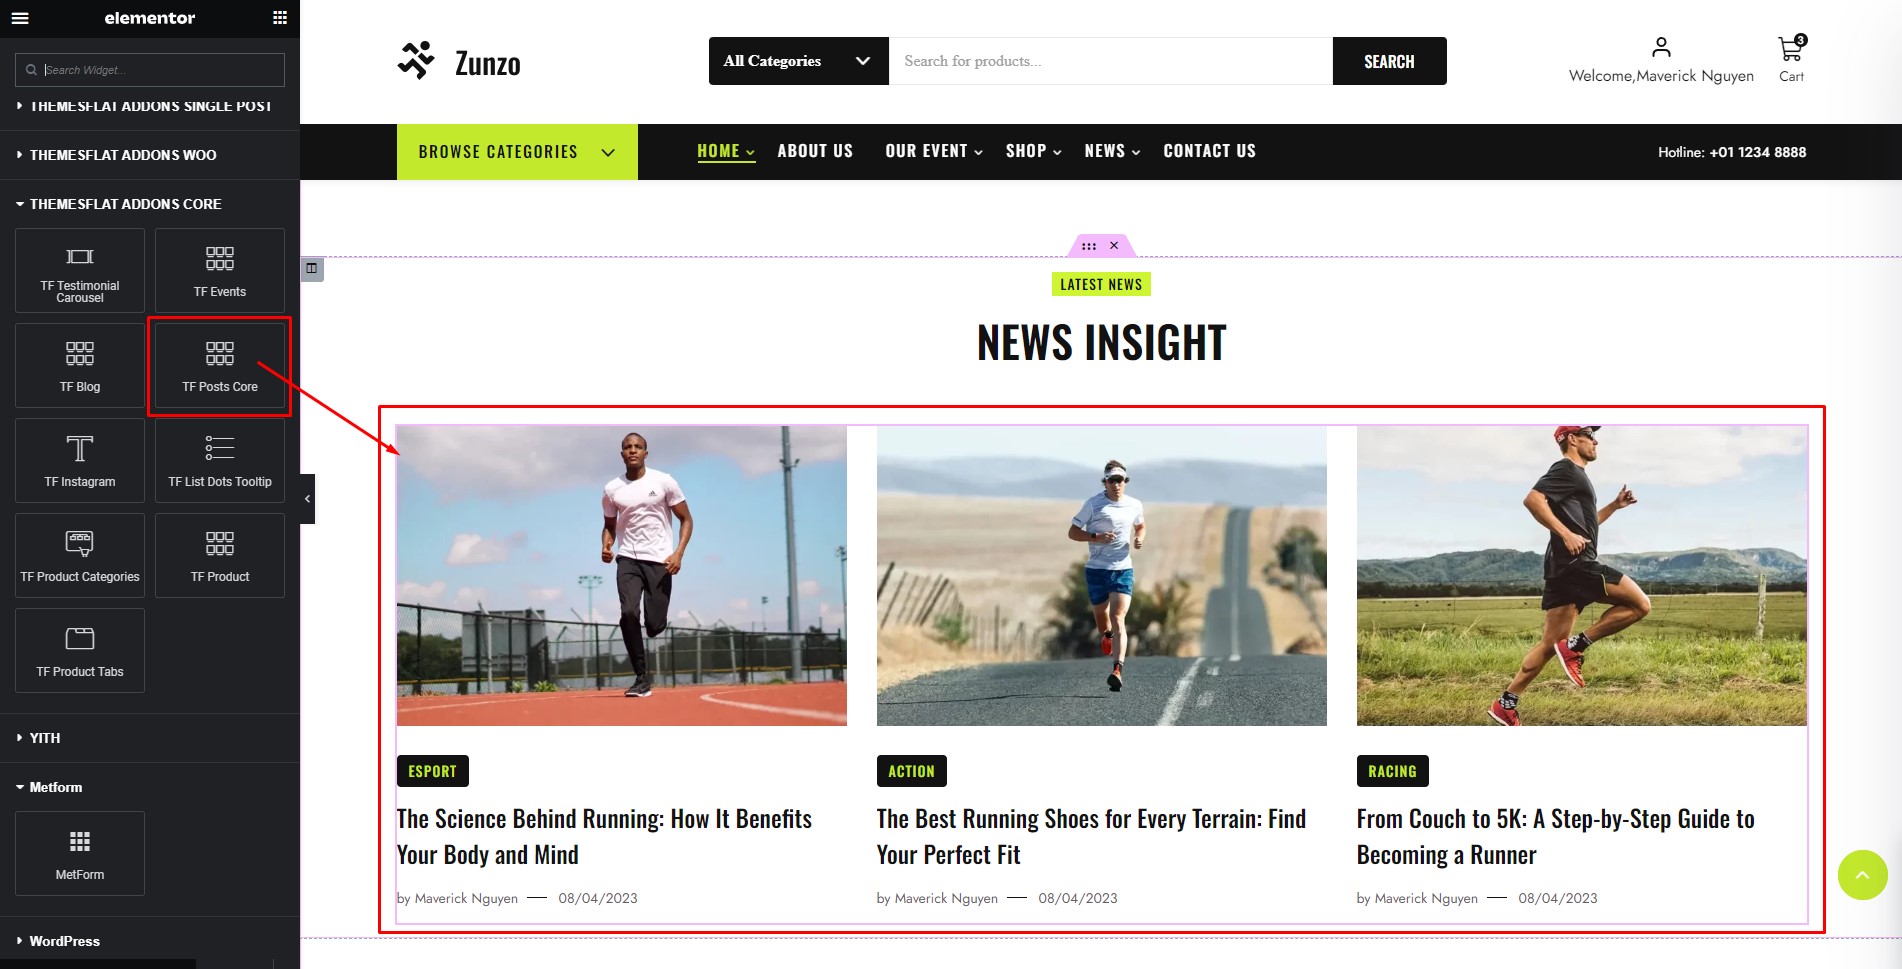 elementor
Search Widget...
THEMESFLAT ADDONS SINGLE POST
THEMESFLAT ADDONS WOO
THEMESFLAT ADDONS CORE
TF Testimonial
Carousel
TF Events
TF Blog
TF Posts Core
TF Instagram
TF List Dots Tooltip
TF Product Categories
TF Product
TF Product Tabs
YITH
Metform
MetForm
WordPress
Zunzo
All Categories
Search for products...
SEARCH
Welcome,Maverick Nguyen
3
Cart
BROWSE CATEGORIES
HOME
ABOUT US
OUR EVENT
SHOP
NEWS
CONTACT US
Hotline: +01 1234 8888
LATEST NEWS
NEWS INSIGHT
ESPORT
The Science Behind Running: How It Benefits
Your Body and Mind
by Maverick Nguyen — 08/04/2023
ACTION
The Best Running Shoes for Every Terrain: Find
Your Perfect Fit
by Maverick Nguyen — 08/04/2023
RACING
From Couch to 5K: A Step-by-Step Guide to
Becoming a Runner
by Maverick Nguyen — 08/04/2023